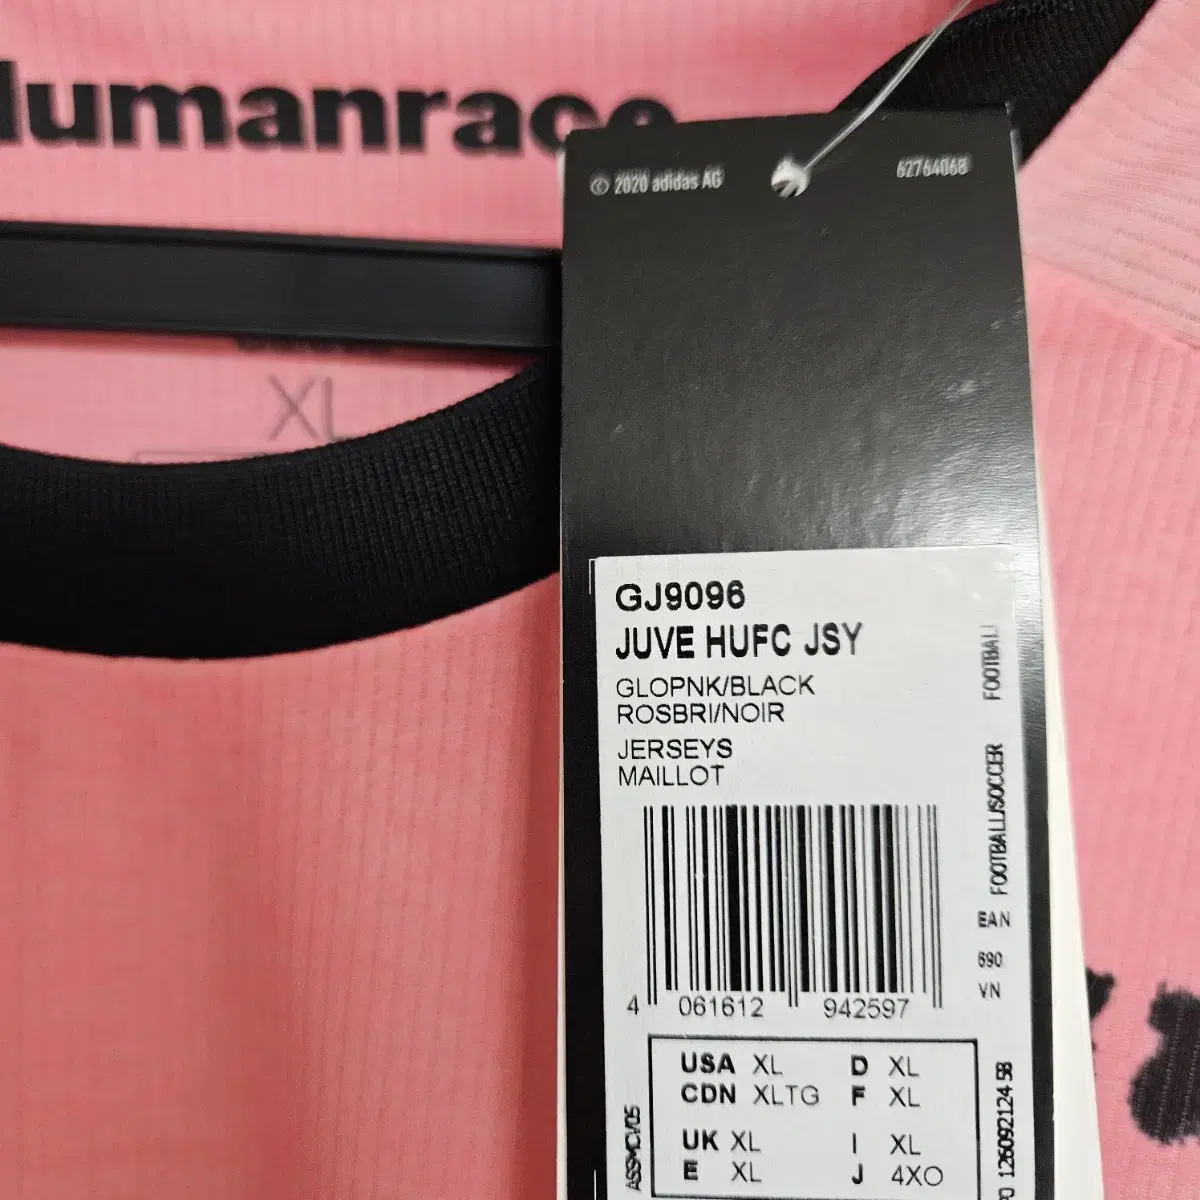 Humanrace
XL
© 2020 adidas AG
62764068
GJ9096
JUVE HUFC JSY
GLOPNK/BLACK
ROSBRI/NOIR
JERSEYS
MAILLOT
FOOTBALL
FOOTBALL/SOCCER
EAN
690
VN
4 061612 942597
USA XL D XL
CDN XLTG F XL
UK XL I XL
E XL J 4XO